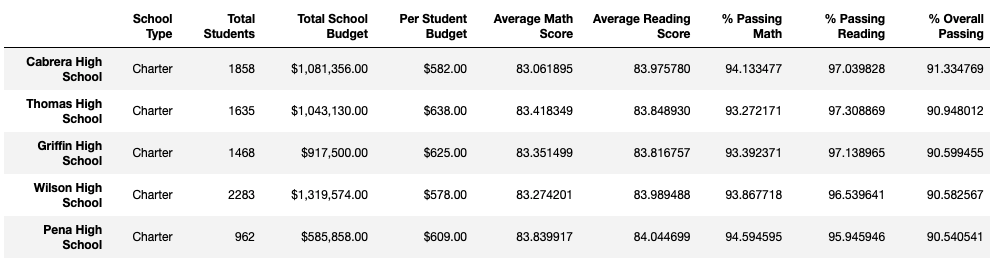 School Type Total Students Total School Budget Per Student Budget Average Math Score Average Reading Score % Passing Math % Passing Reading % Overall Passing
Cabrera High School Charter 1858 $1,081,356.00 $582.00 83.061895 83.975780 94.133477 97.039828 91.334769
Thomas High School Charter 1635 $1,043,130.00 $638.00 83.418349 83.848930 93.272171 97.308869 90.948012
Griffin High School Charter 1468 $917,500.00 $625.00 83.351499 83.816757 93.392371 97.138965 90.599455
Wilson High School Charter 2283 $1,319,574.00 $578.00 83.274201 83.989488 93.867718 96.539641 90.582567
Pena High School Charter 962 $585,858.00 $609.00 83.839917 84.044699 94.594595 95.945946 90.540541